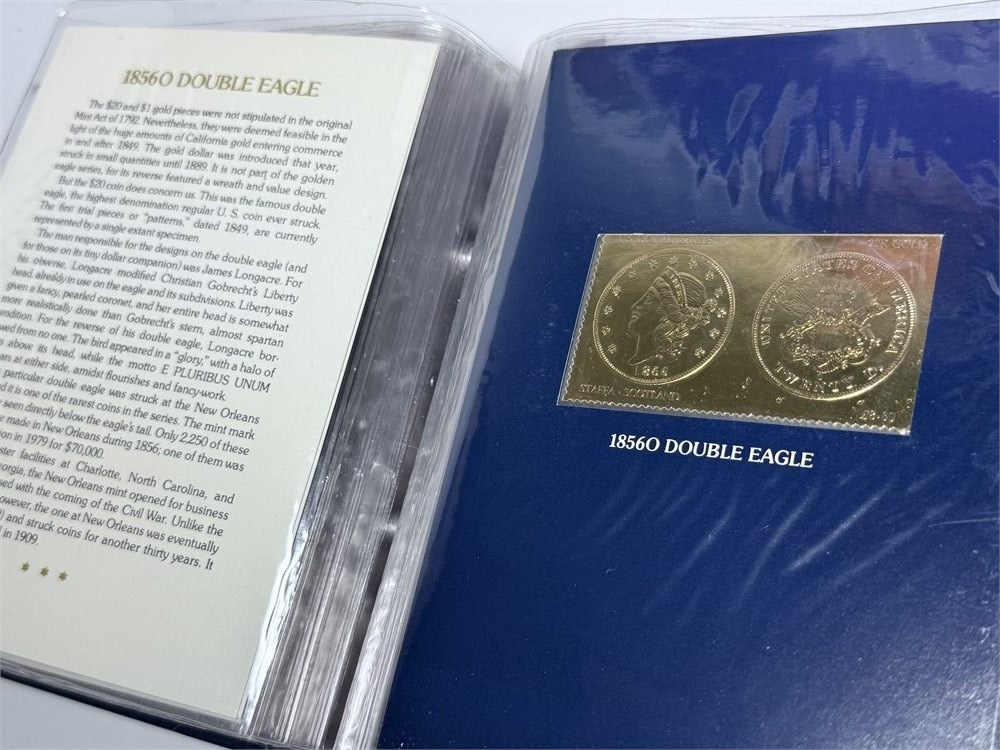 1856O DOUBLE EAGLE
The $20 and $1 gold pieces were not stipulated in the original
Mint Act of 1792. Nevertheless, they were deemed feasible in the
light of the huge amounts of California gold entering commerce
in and after 1849. The gold dollar was introduced that year,
struck in small quantities until 1889. It is not part of the golden
eagle series, for its reverse featured a wreath and value design.
But the $20 coin does concern us. This was the famous double
eagle, the highest denomination regular U. S. coin ever struck.
The first trial pieces or "patterns," dated 1849, are currently
represented by a single extant specimen.
The man responsible for the designs on the double eagle (and
for those on its tiny dollar companion) was James Longacre. For
his obverse, Longacre modified Christian Gobrecht's Liberty
head, already in use on the eagle and its subdivisions. Liberty was
given a fancy, pearled coronet, and her entire head is somewhat
more realistically done than Gobrecht's stern, almost spartan
ndition. For the reverse of his double eagle, Longacre bor-
wed from no one. The bird appeared in a "glory," with a halo of
s above its head, while the motto E PLURIBUS UNUM
ars at either side, amidst flourishes and fancy-work.
particular double eagle was struck at the New Orleans
d it is one of the rarest coins in the series. The mint mark
seen directly below the eagle's tail. Only 2,250 of these
e made in New Orleans during 1856; one of them was
ion in 1979 for $70,000.
ster facilities at Charlotte, North Carolina, and
orgia, the New Orleans mint opened for business
sed with the coming of the Civil War. Unlike the
owever, the one at New Orleans was eventually
) and struck coins for another thirty years. It
d in 1909.
23K GOLD
UNITED STATES OF AMERICA
TWENTY D.
STAFFA · SCOTLAND
1856O DOUBLE EAGLE